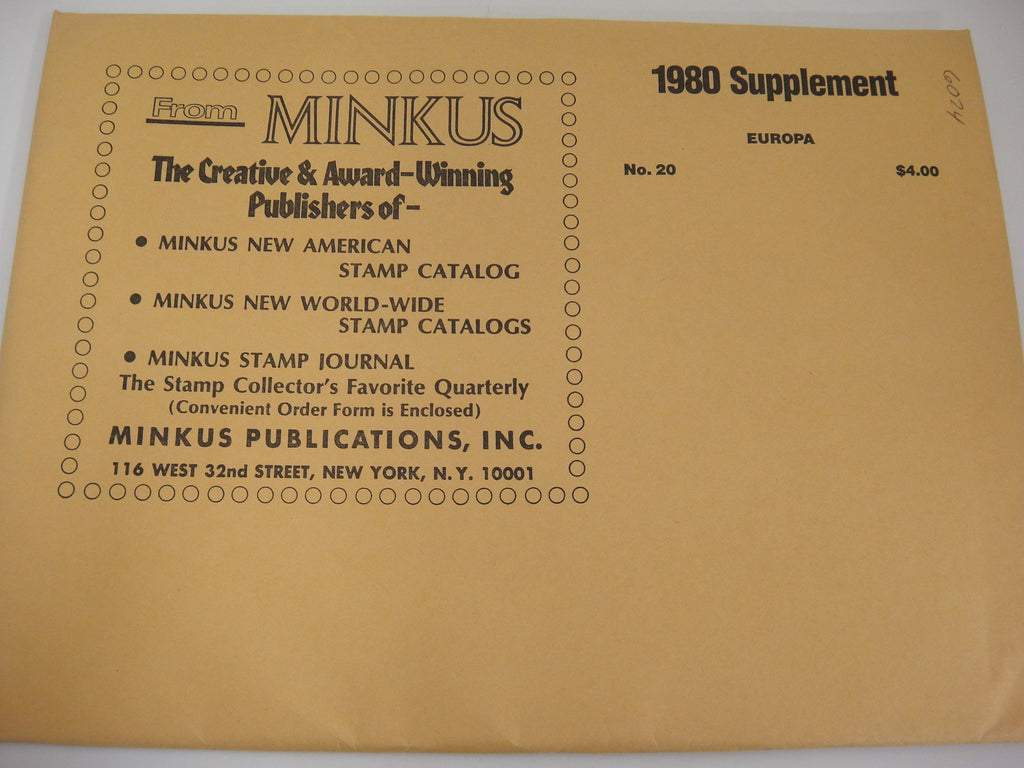 From MINKUS
The Creative & Award-Winning
Publishers of-
• MINKUS NEW AMERICAN
STAMP CATALOG
• MINKUS NEW WORLD-WIDE
STAMP CATALOGS
• MINKUS STAMP JOURNAL
The Stamp Collector's Favorite Quarterly
(Convenient Order Form is Enclosed)
MINKUS PUBLICATIONS, INC.
116 WEST 32nd STREET, NEW YORK, N.Y. 10001
1980 Supplement
EUROPA
No. 20 $4.00
6024